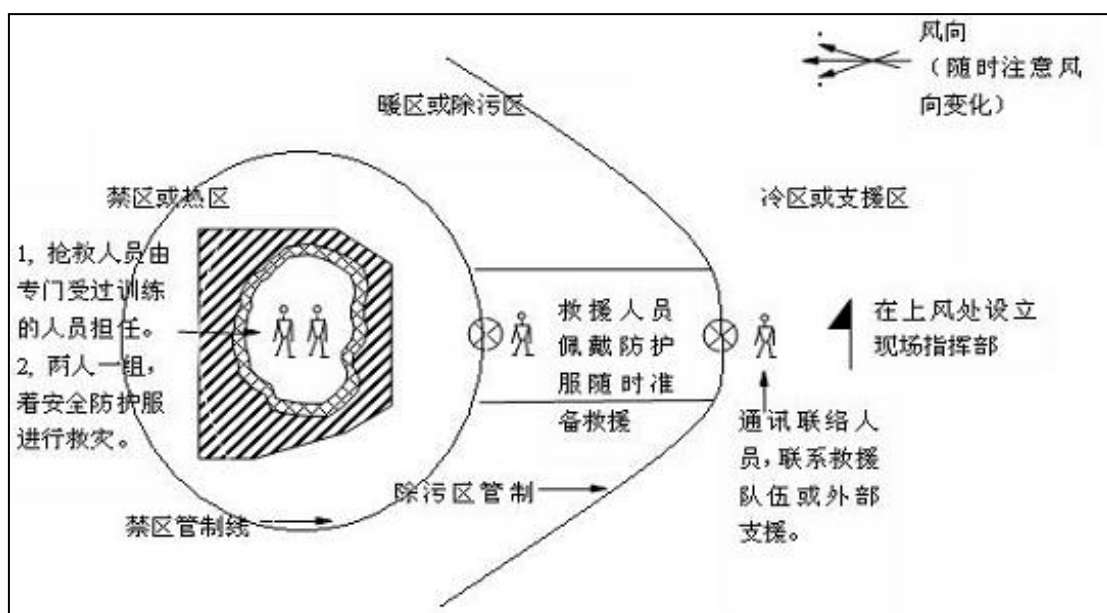 风向
（随时注意风
向变化）
暖区或除污区
禁区或热区
冷区或支援区
1, 抢救人员由
专门受过训练
的人员担任。
2, 两人一组，
着安全防护服
进行救灾。
救援人员
佩戴防护
服随时准
备救援
在上风处设立
现场指挥部
通讯联络人
员，联系救援
队伍或外部
支援。
除污区管制
禁区管制线